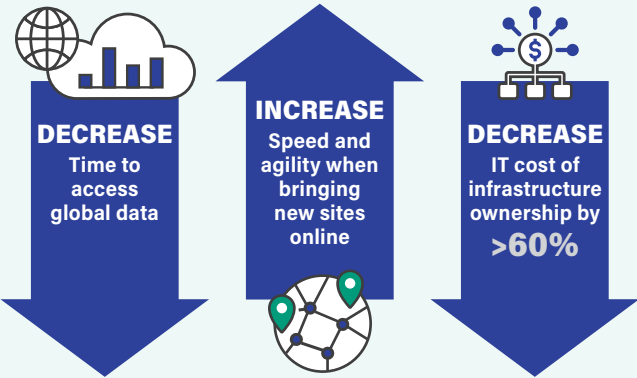 DECREASE
Time to
access
global data
INCREASE
Speed and
agility when
bringing
new sites
online
$
DECREASE
IT cost of
infrastructure
ownership by
>60%